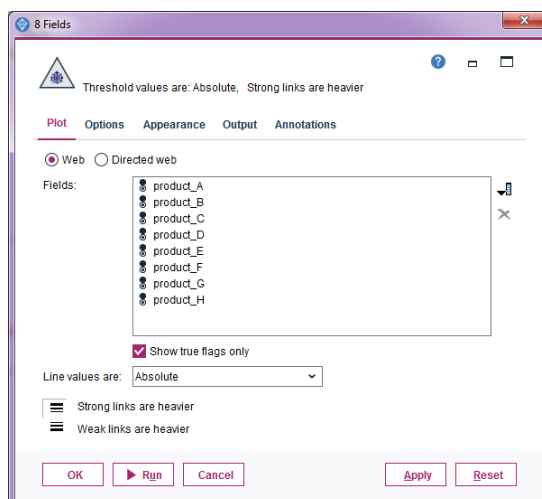 8 Fields
Threshold values are: Absolute, Strong links are heavier
Plot Options Appearance Output Annotations
Web Directed web
Fields:
product_A
product_B
product_C
product_D
product_E
product_F
product_G
product_H
Show true flags only
Line values are: Absolute
Strong links are heavier
Weak links are heavier
OK Run Cancel Apply Reset